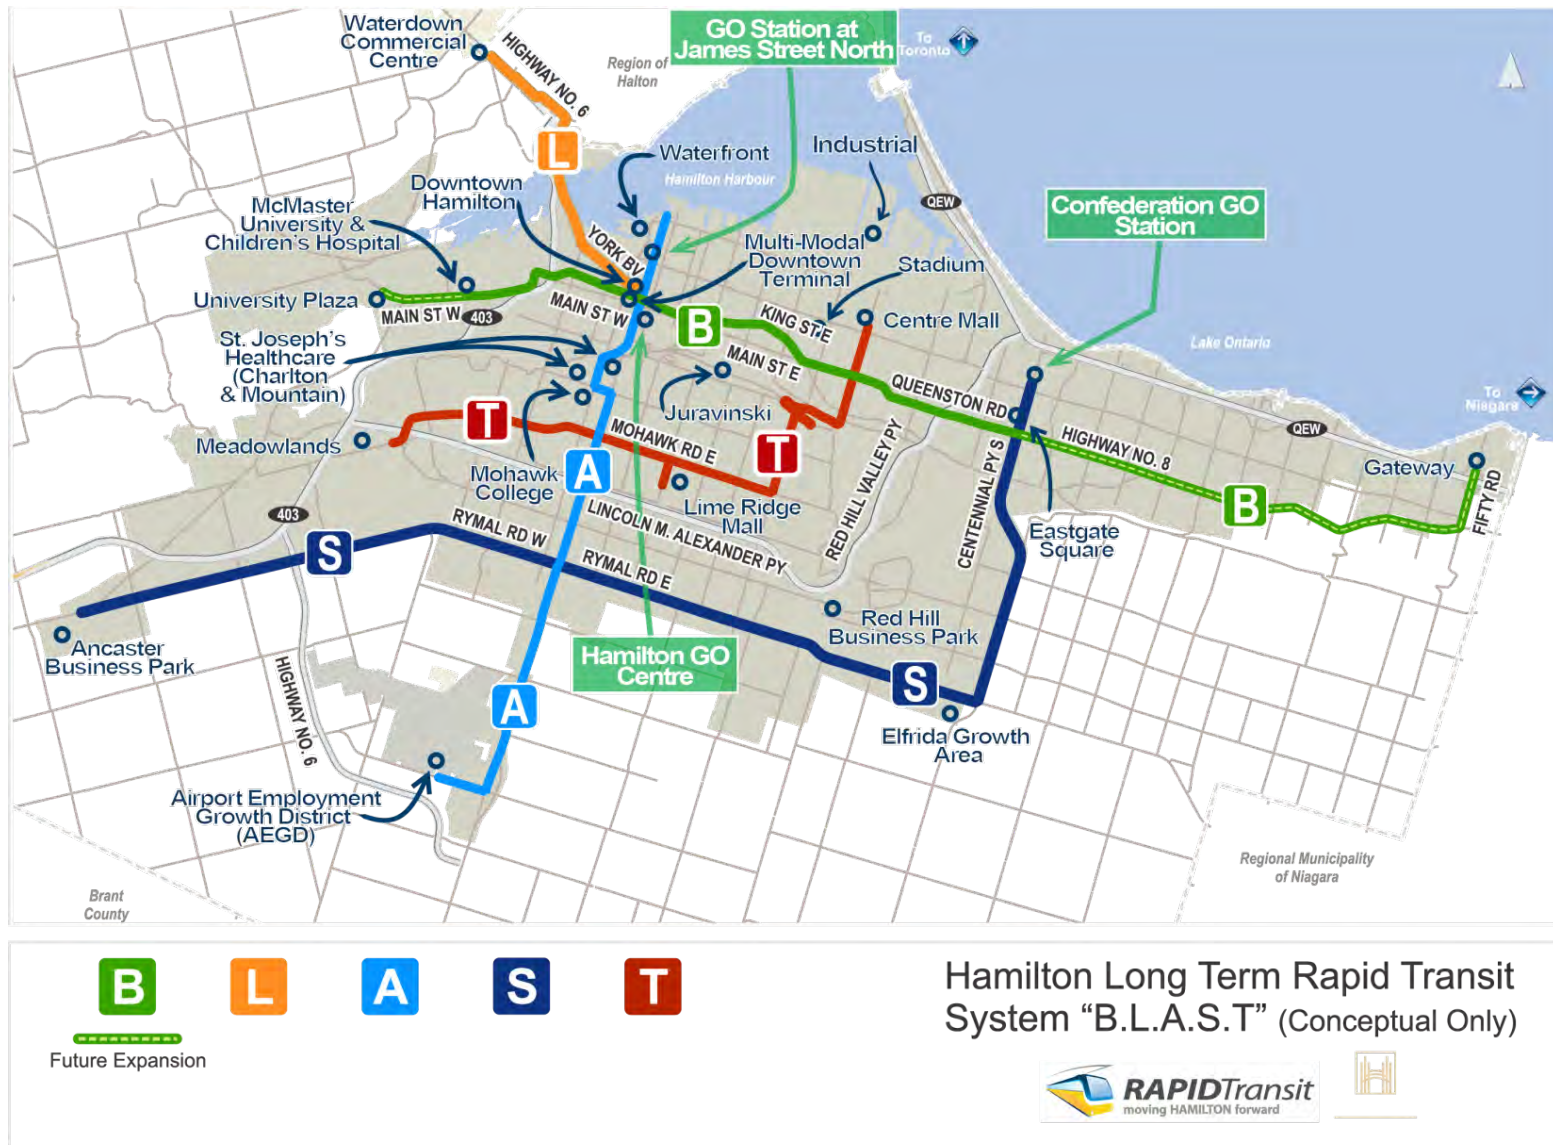 Waterdown
Commercial
Centre
HIGHWAY NO. 6
Region of
Halton
GO Station at
James Street North
To
Toronto
L
Waterfront
Industrial
Hamilton Harbour
Downtown
Hamilton
McMaster
University &
Children's Hospital
YORK BV
Multi-Modal
Downtown
Terminal
QEW
Confederation GO
Station
Stadium
University Plaza
MAIN ST W
403
MAIN ST W
B
KING ST E
Centre Mall
Lake Ontario
St. Joseph's
Healthcare
(Charlton
& Mountain)
MAIN ST E
QUEENSTON RD
To
Niagara
Juravinski
T
Meadowlands
MOHAWK RD E
T
RED HILL VALLEY PY
CENTENNIAL PY S
HIGHWAY NO. 8
QEW
Gateway
A
Mohawk
College
Lime Ridge
Mall
B
FIFTY RD
403
S
RYMAL RD W
LINCOLN M. ALEXANDER PY
Eastgate
Square
RYMAL RD E
Ancaster
Business Park
Red Hill
Business Park
Hamilton GO
Centre
HIGHWAY NO. 6
A
S
Elfrida Growth
Area
Airport Employment
Growth District
(AEGD)
Brant
County
Regional Municipality
of Niagara
B
L
A
S
T
Future Expansion
Hamilton Long Term Rapid Transit
System “B.L.A.S.T” (Conceptual Only)
RAPIDTransit
moving HAMILTON forward